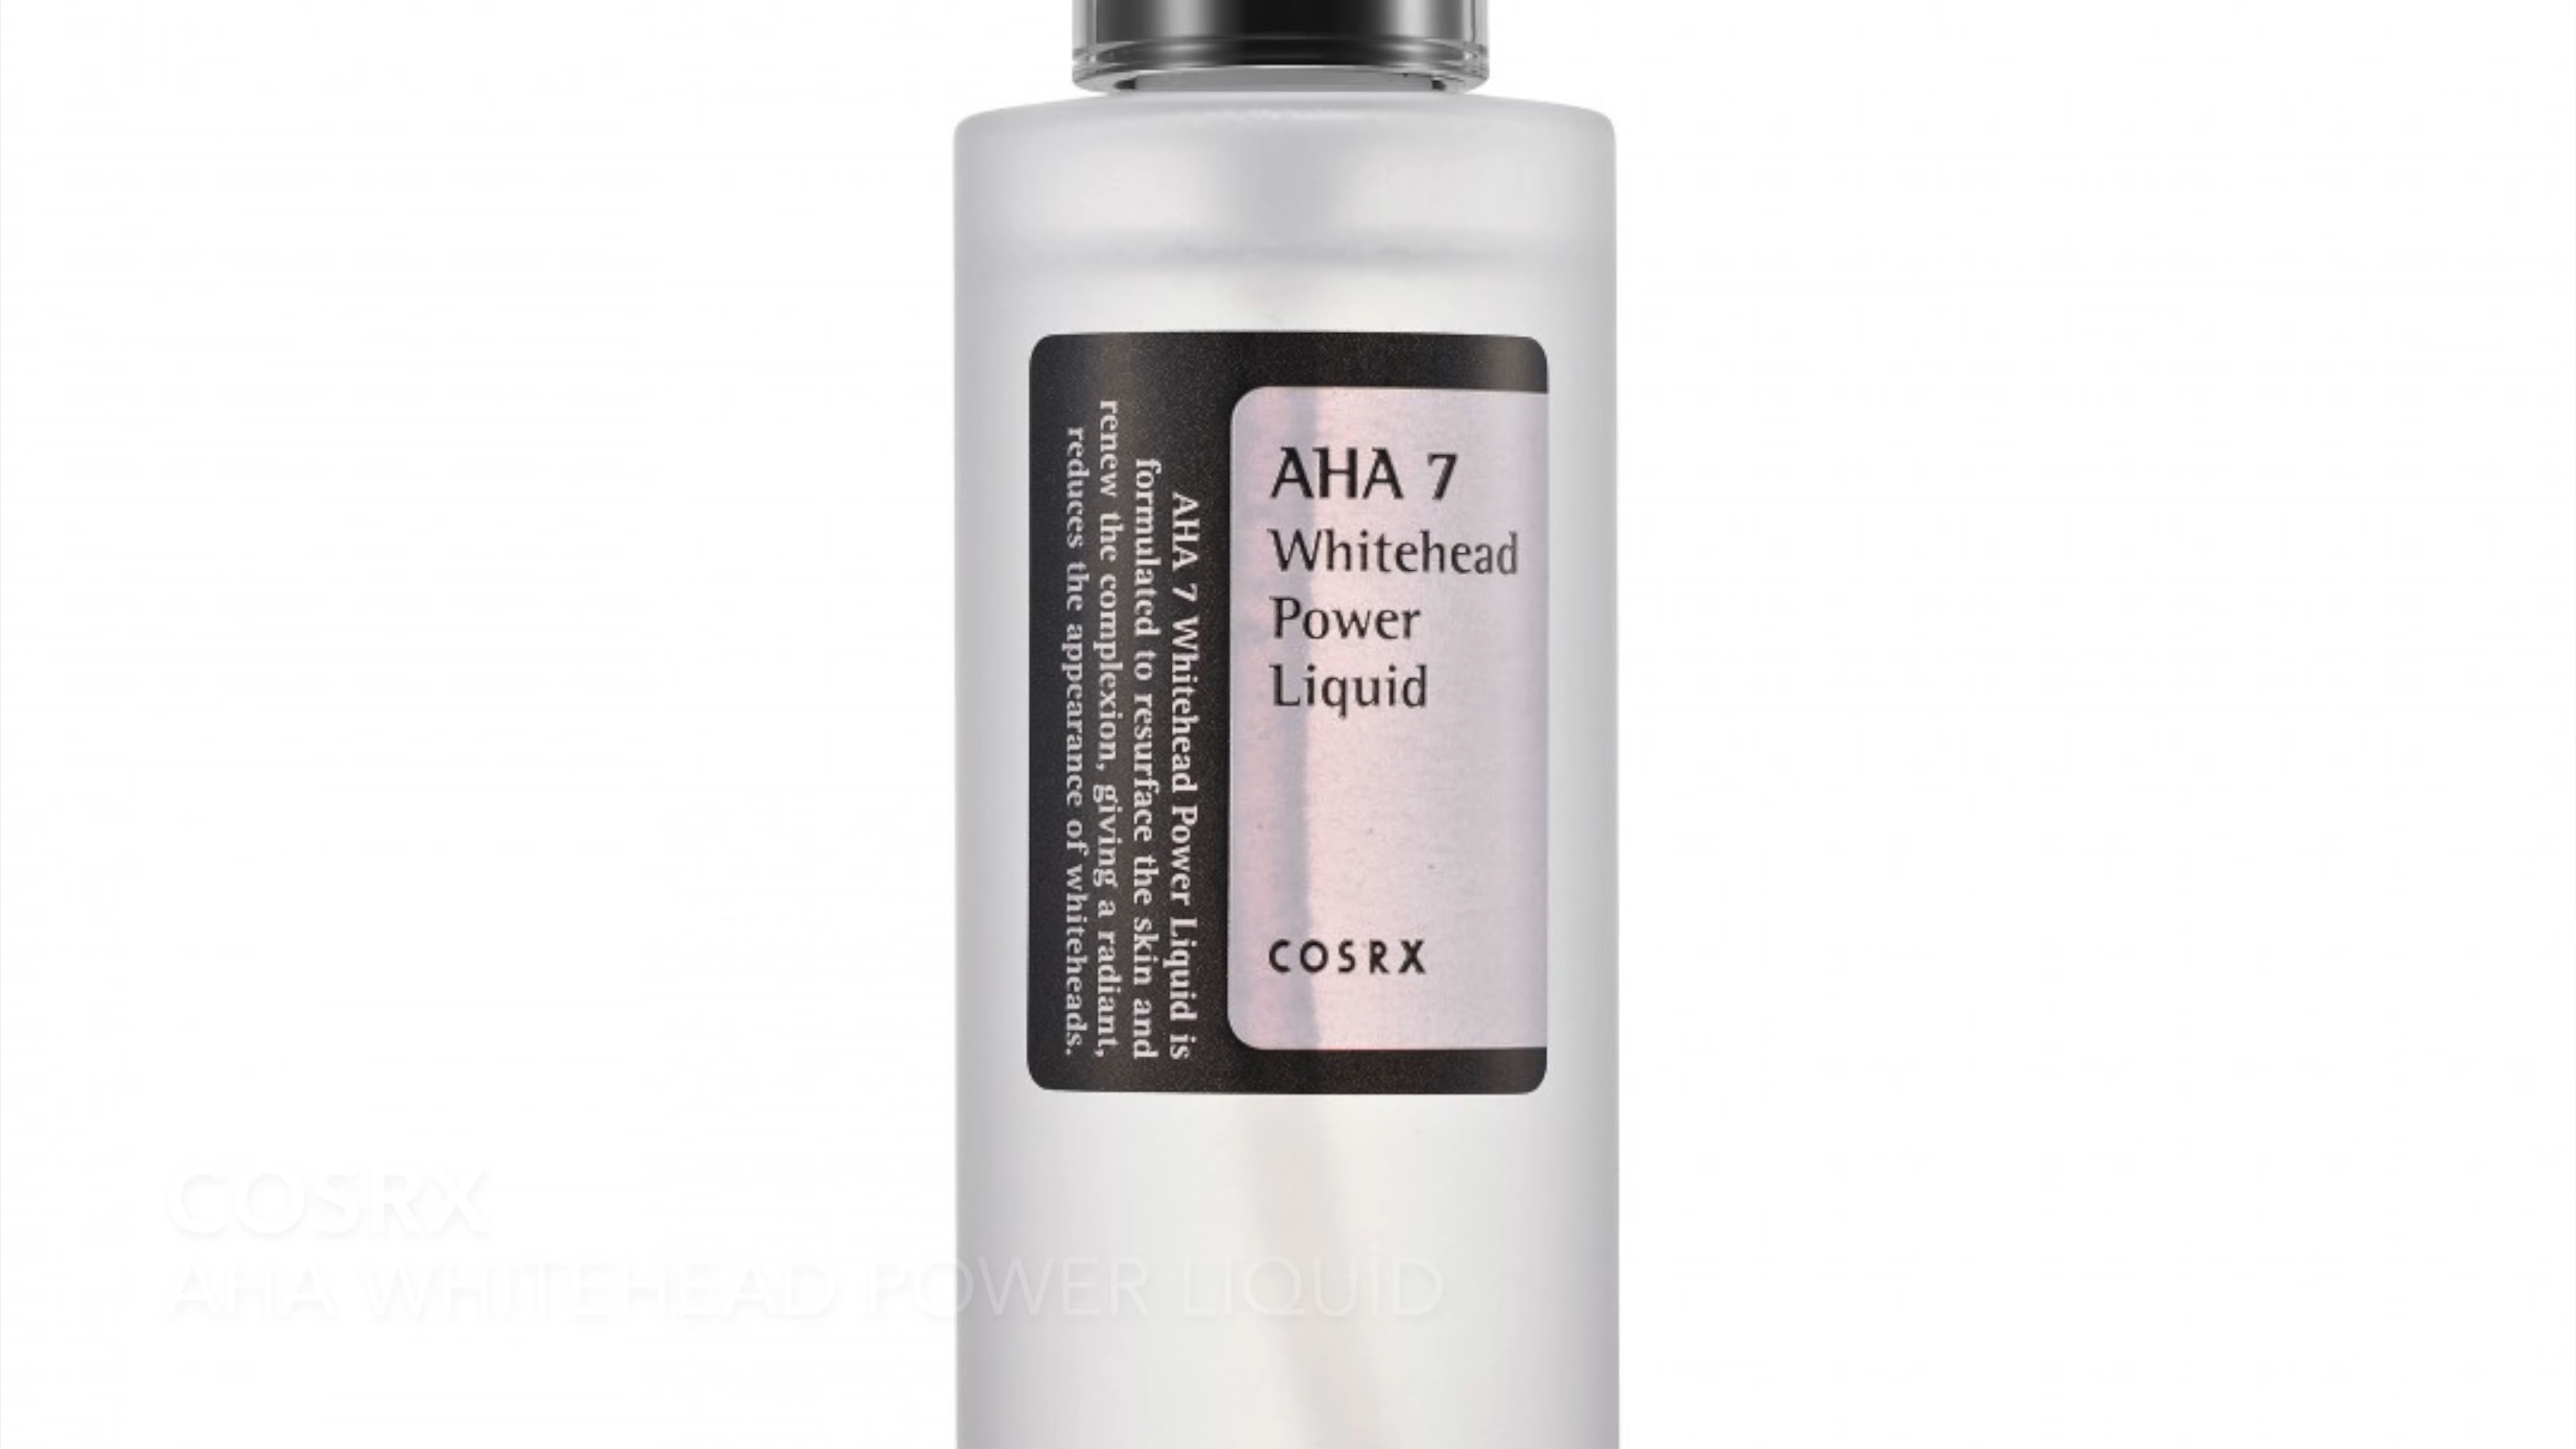 AHA 7
Whitehead
Power
Liquid
COSRX
AHA 7 Whitehead Power Liquid is
formulated to resurface the skin and
renew the complexion, giving a radiant,
reduces the appearance of whiteheads.
COSRX
AHA WHITEHEAD POWER LIQUID